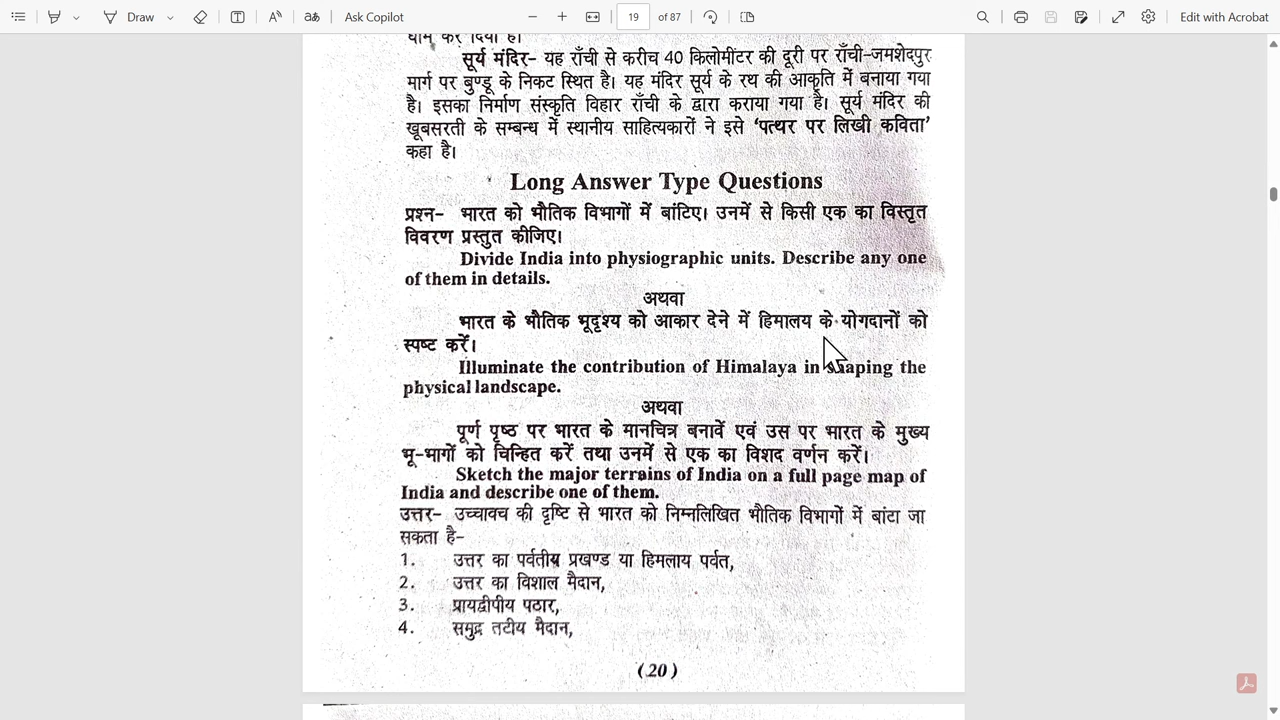 Draw
Ask Copilot
19 of 87
Edit with Acrobat
सूर्य मंदिर- यह राँची से करीच 40 किलोमींटर की दूरी पर राँची-जमशेदपुर
मार्ग पर बुण्डू के निकट स्थित है। यह मंदिर सूर्य के रथ की आकृति में बनाया गया
है। इसका निर्माण संस्कृति विहार राँची के द्वारा कराया गया है। सूर्य मंदिर की
खूबसरती के सम्बन्ध में स्थानीय साहित्यकारों ने इसे ‘पत्थर पर लिखी कविता’
कहा है।
Long Answer Type Questions
प्रश्न- भारत को भौतिक विभागों में बांटिए। उनमें से किसी एक का विस्तृत
विवरण प्रस्तुत कीजिए।
Divide India into physiographic units. Describe any one
of them in details.
अथवा
भारत के भौतिक भूदृश्य को आकार देने में हिमालय के योगदानों को
स्पष्ट करें।
Illuminate the contribution of Himalaya in shaping the
physical landscape.
अथवा
पूर्ण पृष्ठ पर भारत के मानचित्र बनावें एवं उस पर भारत के मुख्य
भू-भागों को चिन्हित करें तथा उनमें से एक का विशद वर्णन करें।
Sketch the major terrains of India on a full page map of
India and describe one of them.
उत्तर- उच्चावच की दृष्टि से भारत को निम्नलिखित भौतिक विभागों में बांटा जा
सकता है-
1. उत्तर का पर्वतीय प्रखण्ड या हिमलाय पर्वत,
2. उत्तर का विशाल मैदान,
3. प्रायद्वीपीय पठार,
4. समुद्र तटीय मैदान,
(20)